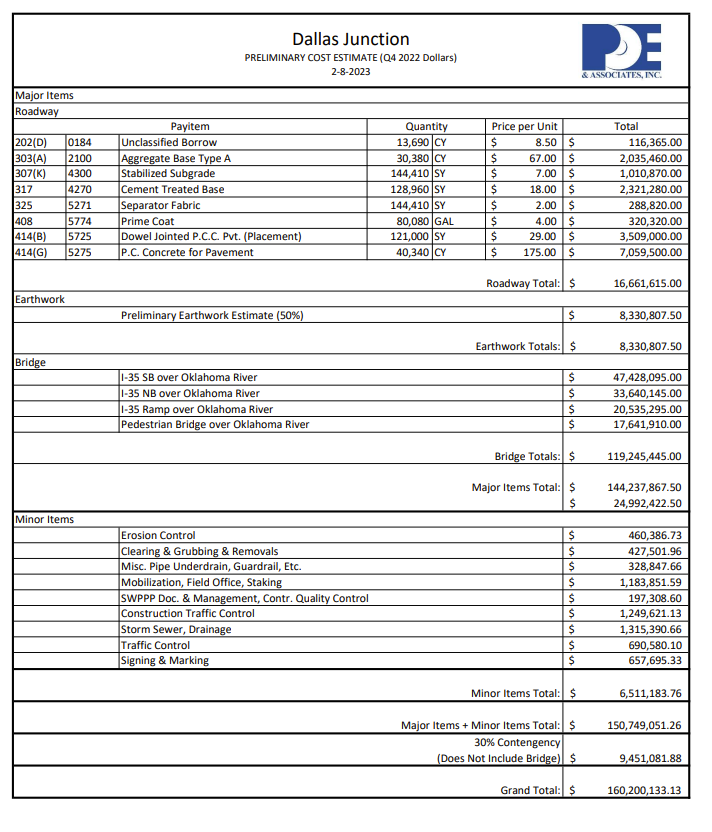 Dallas Junction
PRELIMINARY COST ESTIMATE (Q4 2022 Dollars)
2-8-2023
PDE
& ASSOCIATES, INC.
Major Items
Roadway
Payitem Quantity Price per Unit Total
202(D) 0184 Unclassified Borrow 13,690 CY $ 8.50 $ 116,365.00
303(A) 2100 Aggregate Base Type A 30,380 CY $ 67.00 $ 2,035,460.00
307(K) 4300 Stabilized Subgrade 144,410 SY $ 7.00 $ 1,010,870.00
317 4270 Cement Treated Base 128,960 SY $ 18.00 $ 2,321,280.00
325 5271 Separator Fabric 144,410 SY $ 2.00 $ 288,820.00
408 5774 Prime Coat 80,080 GAL $ 4.00 $ 320,320.00
414(B) 5725 Dowel Jointed P.C.C. Pvt. (Placement) 121,000 SY $ 29.00 $ 3,509,000.00
414(G) 5275 P.C. Concrete for Pavement 40,340 CY $ 175.00 $ 7,059,500.00
Roadway Total: $ 16,661,615.00
Earthwork
Preliminary Earthwork Estimate (50%) $ 8,330,807.50
Earthwork Totals: $ 8,330,807.50
Bridge
I-35 SB over Oklahoma River $ 47,428,095.00
I-35 NB over Oklahoma River $ 33,640,145.00
I-35 Ramp over Oklahoma River $ 20,535,295.00
Pedestrian Bridge over Oklahoma River $ 17,641,910.00
Bridge Totals: $ 119,245,445.00
Major Items Total: $ 144,237,867.50
$ 24,992,422.50
Minor Items
Erosion Control $ 460,386.73
Clearing & Grubbing & Removals $ 427,501.96
Misc. Pipe Underdrain, Guardrail, Etc. $ 328,847.66
Mobilization, Field Office, Staking $ 1,183,851.59
SWPPP Doc. & Management, Contr. Quality Control $ 197,308.60
Construction Traffic Control $ 1,249,621.13
Storm Sewer, Drainage $ 1,315,390.66
Traffic Control $ 690,580.10
Signing & Marking $ 657,695.33
Minor Items Total: $ 6,511,183.76
Major Items + Minor Items Total: $ 150,749,051.26
30% Contengency
(Does Not Include Bridge) $ 9,451,081.88
Grand Total: $ 160,200,133.13